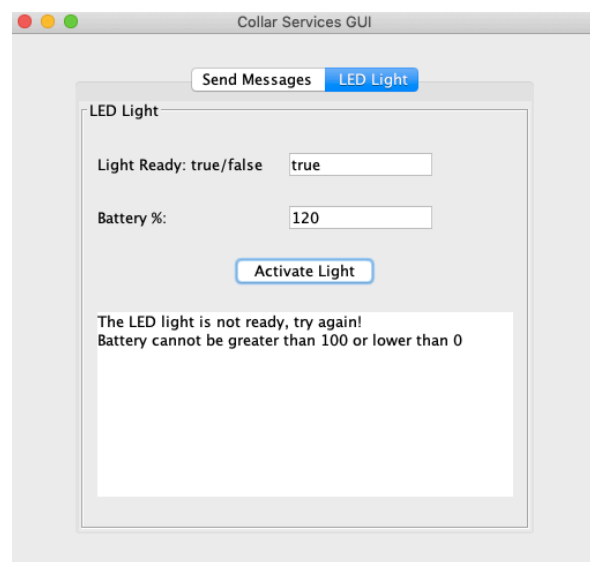 Collar Services GUI
Send Messages LED Light
LED Light
Light Ready: true/false true
Battery %: 120
Activate Light
The LED light is not ready, try again!
Battery cannot be greater than 100 or lower than 0